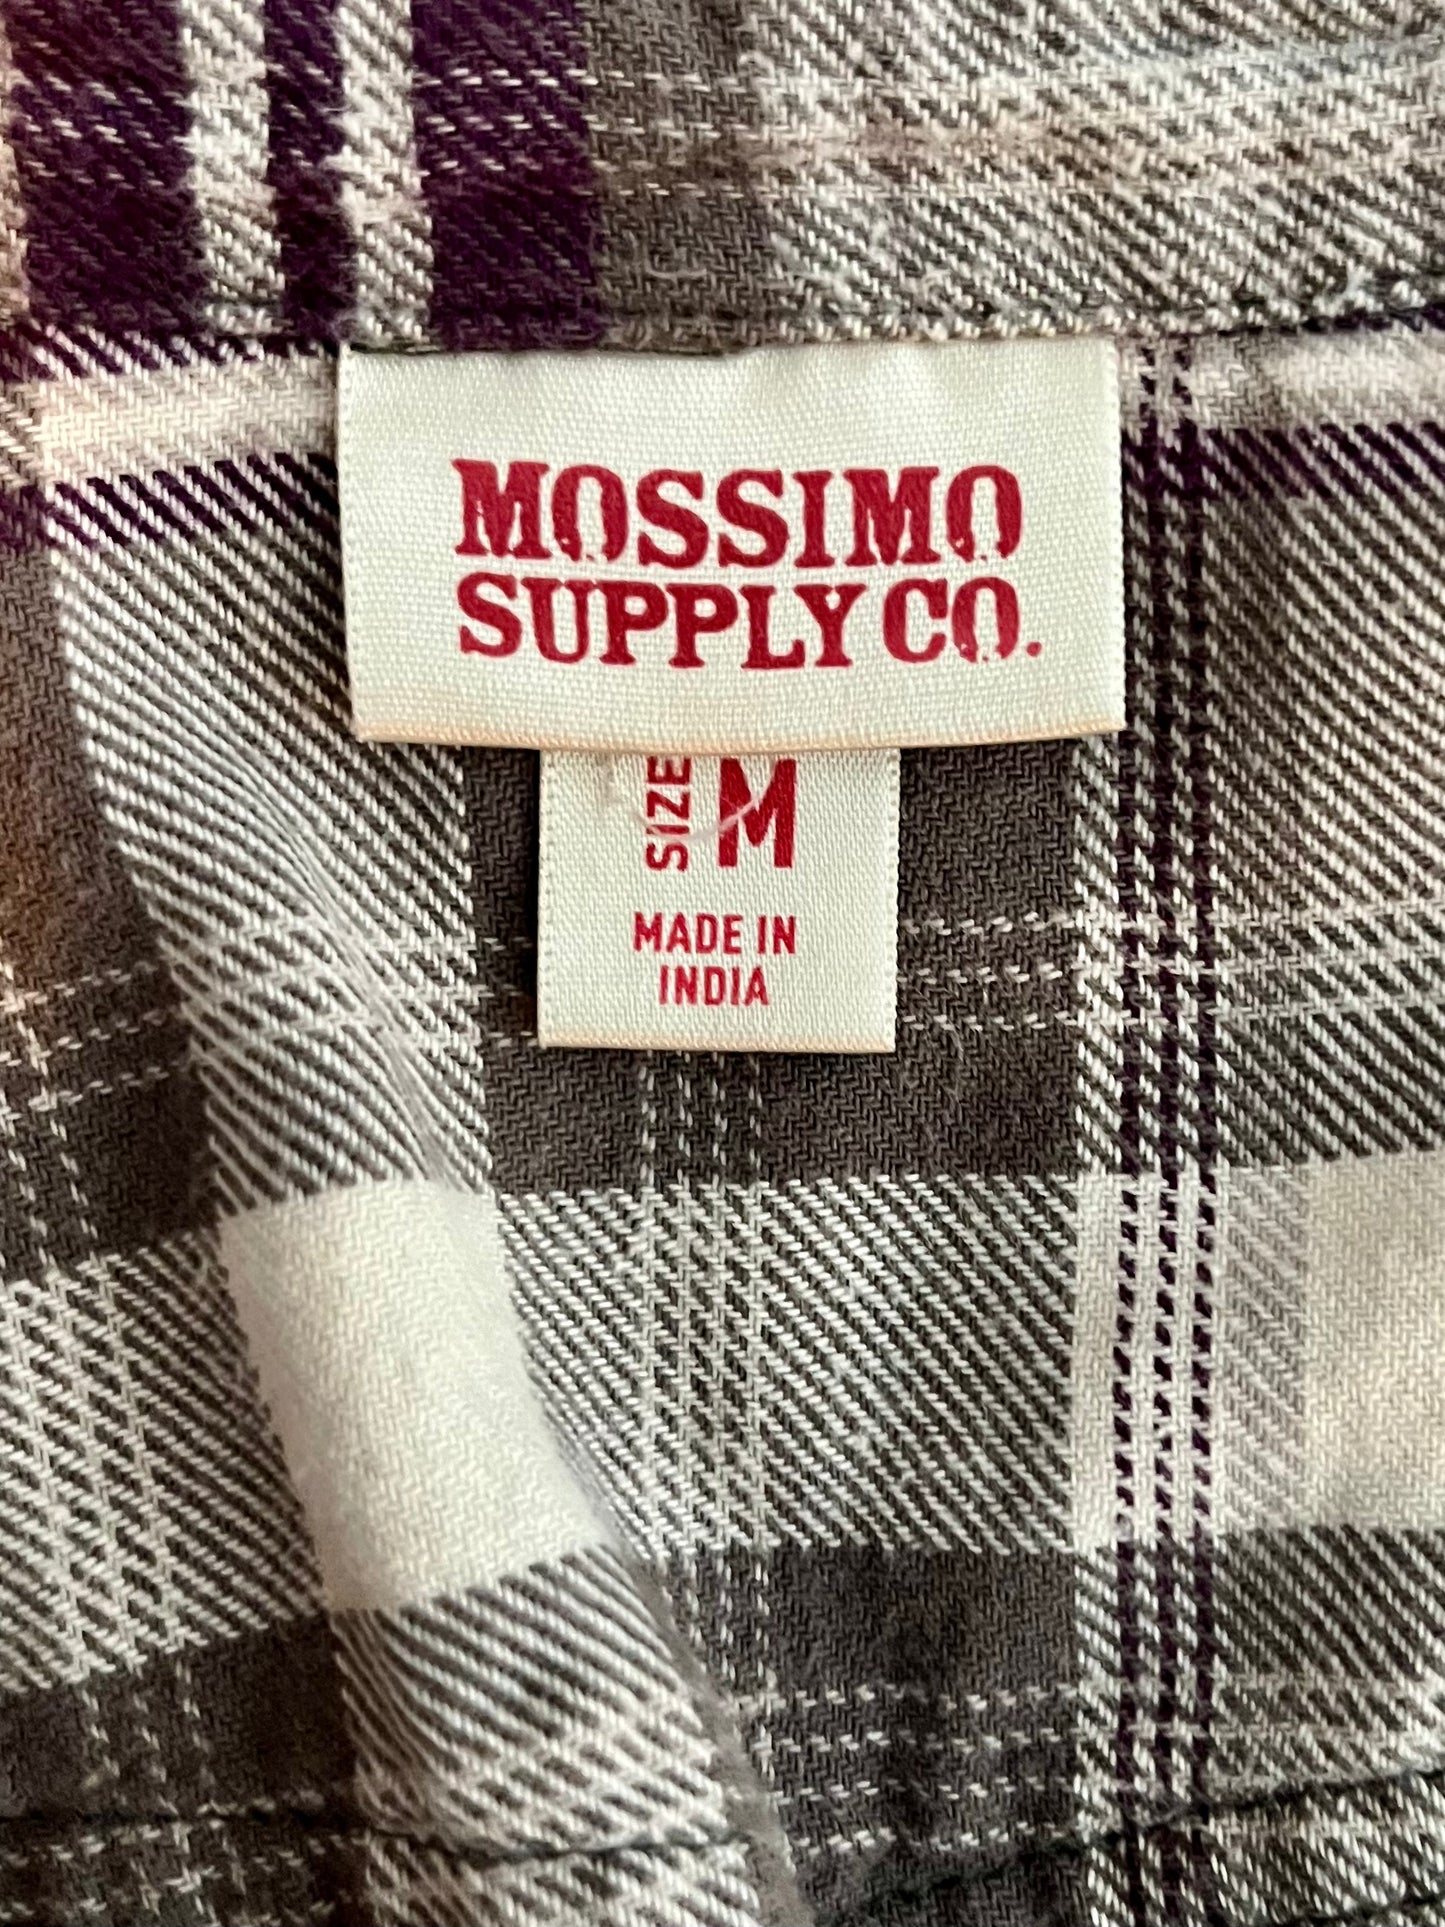 MOSSIMO
SUPPLY CO.
SIZE M
MADE IN
INDIA